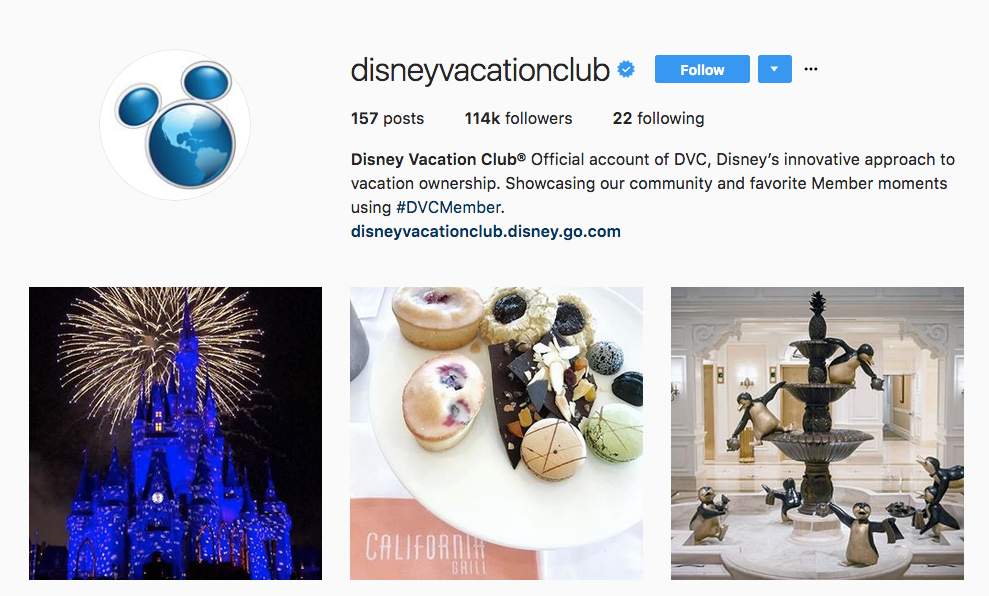 disneyvacationclub Follow
157 posts 114k followers 22 following
Disney Vacation Club® Official account of DVC, Disney’s innovative approach to
vacation ownership. Showcasing our community and favorite Member moments
using #DVCMember.
disneyvacationclub.disney.go.com
CALIFORNIA
GRILL